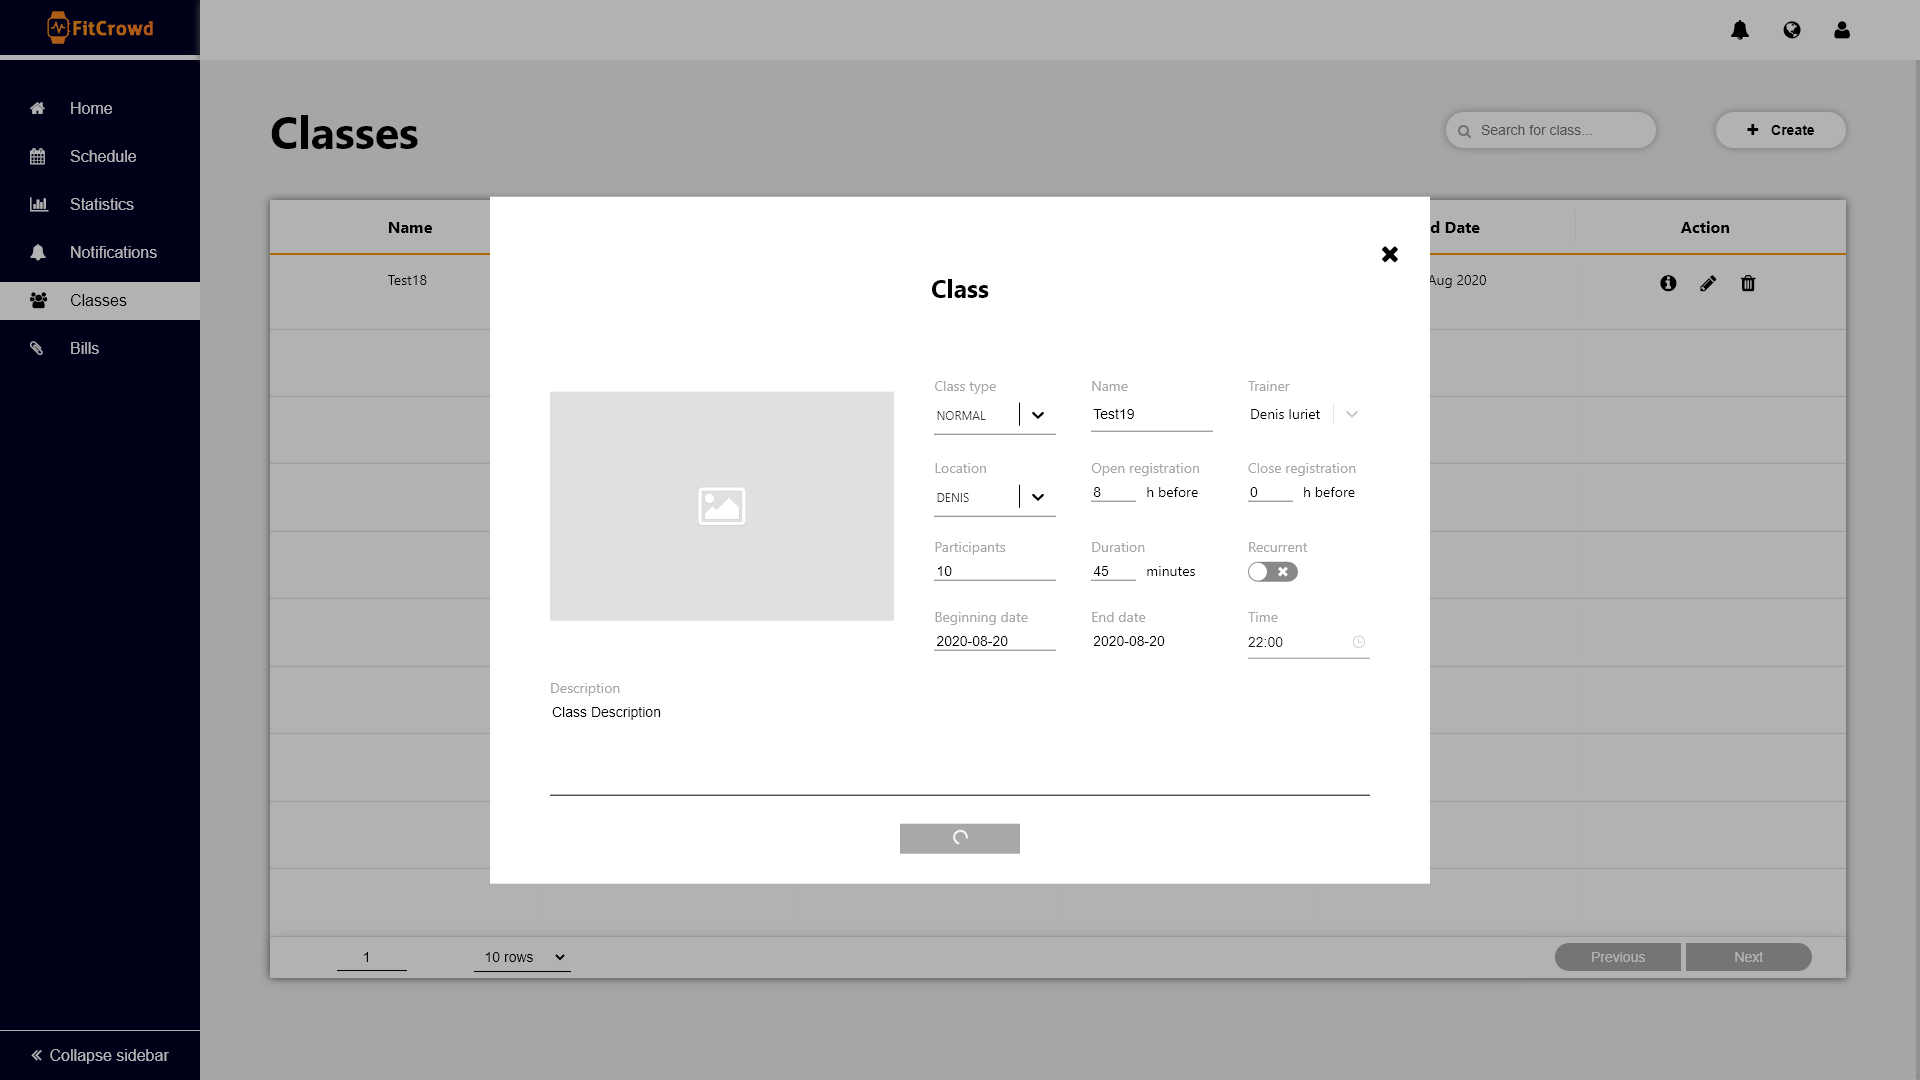 FitCrowd
Home
Schedule
Statistics
Notifications
Classes
Bills
Collapse sidebar
Classes
Search for class...
Create
Name
d Date
Action
Test18
Aug 2020
Class
Class type
Name
Trainer
NORMAL
Test19
Denis Iuriet
Location
Open registration
Close registration
DENIS
8 h before
0 h before
Participants
Duration
Recurrent
10
45 minutes
Beginning date
End date
Time
2020-08-20
2020-08-20
22:00
Description
Class Description
1
10 rows
Previous
Next